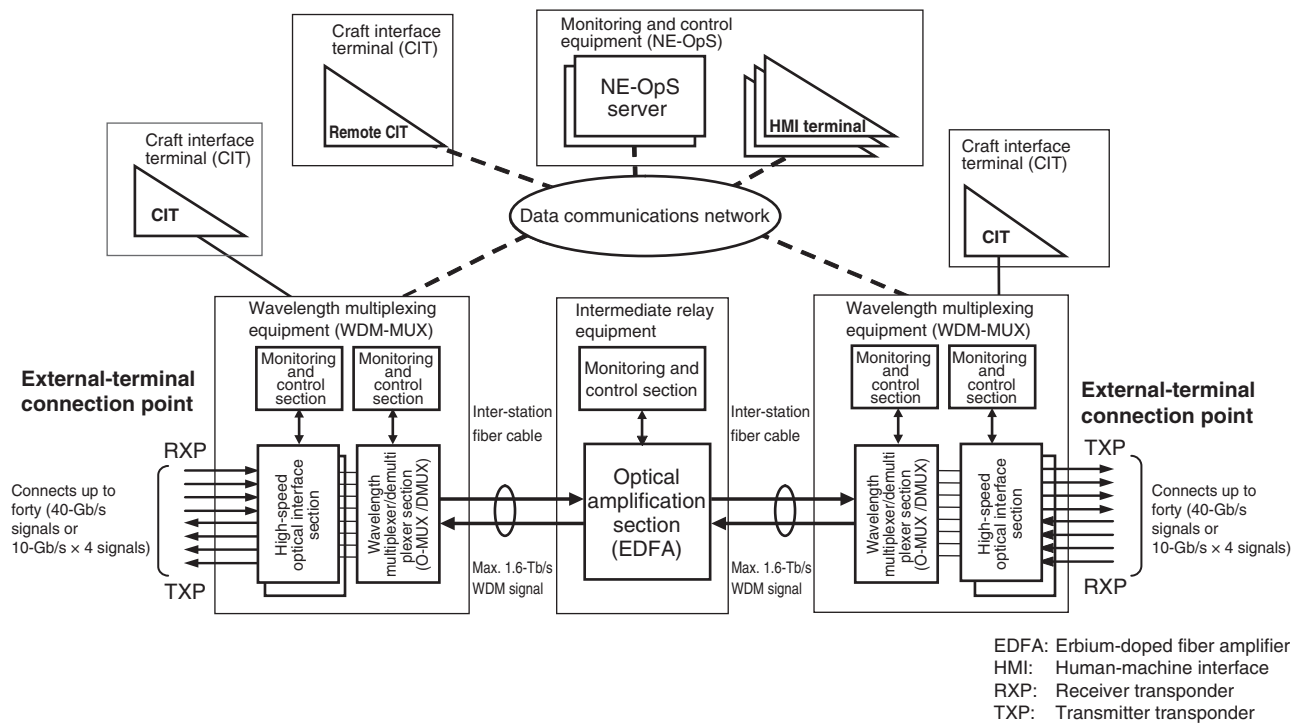 Craft interface
terminal (CIT)
Remote CIT
Monitoring and control
equipment (NE-OpS)
NE-OpS
server
HMI terminal
Craft interface
terminal (CIT)
CIT
Craft interface
terminal (CIT)
CIT
Data communications network
Wavelength multiplexing
equipment (WDM-MUX)
Monitoring
and
control
section
Monitoring
and
control
section
High-speed
optical interface
section
Wavelength
multiplexer/demulti
plexer section
(O-MUX /DMUX)
Intermediate relay
equipment
Monitoring and
control section
Optical
amplification
section
(EDFA)
Wavelength multiplexing
equipment (WDM-MUX)
Monitoring
and
control
section
Monitoring
and
control
section
Wavelength
multiplexer/demulti
plexer section
(O-MUX /DMUX)
High-speed
optical interface
section
External-terminal
connection point
RXP
Connects up to
forty (40-Gb/s
signals or
10-Gb/s × 4 signals)
TXP
Inter-station
fiber cable
Max. 1.6-Tb/s
WDM signal
Inter-station
fiber cable
Max. 1.6-Tb/s
WDM signal
External-terminal
connection point
TXP
Connects up to
forty (40-Gb/s
signals or
10-Gb/s × 4 signals)
RXP
EDFA: Erbium-doped fiber amplifier
HMI: Human-machine interface
RXP: Receiver transponder
TXP: Transmitter transponder